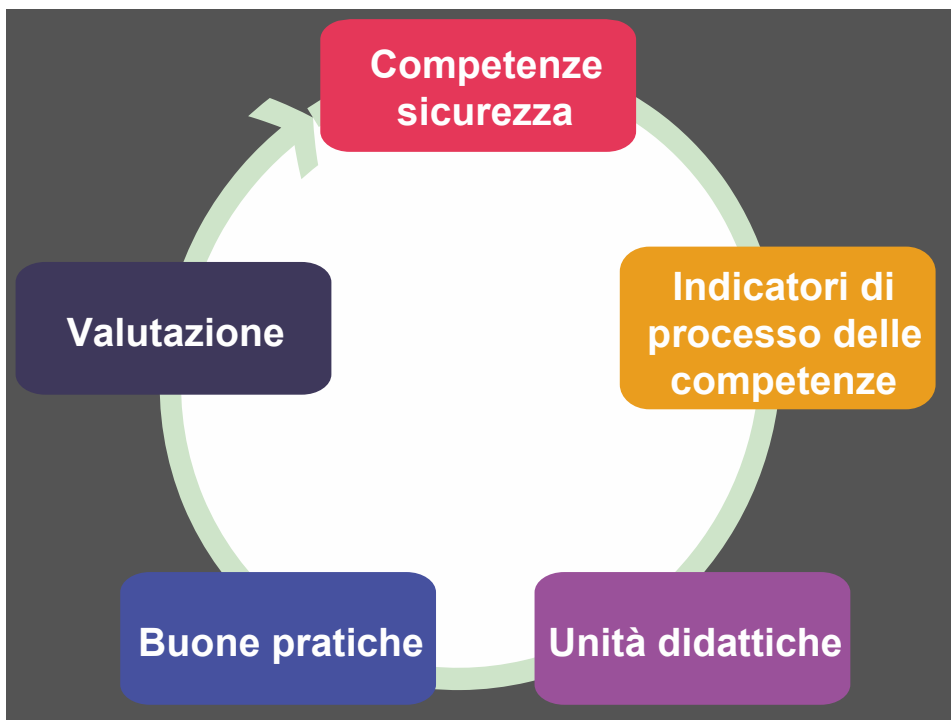 Competenze
sicurezza
Indicatori di
processo delle
competenze
Unità didattiche
Buone pratiche
Valutazione